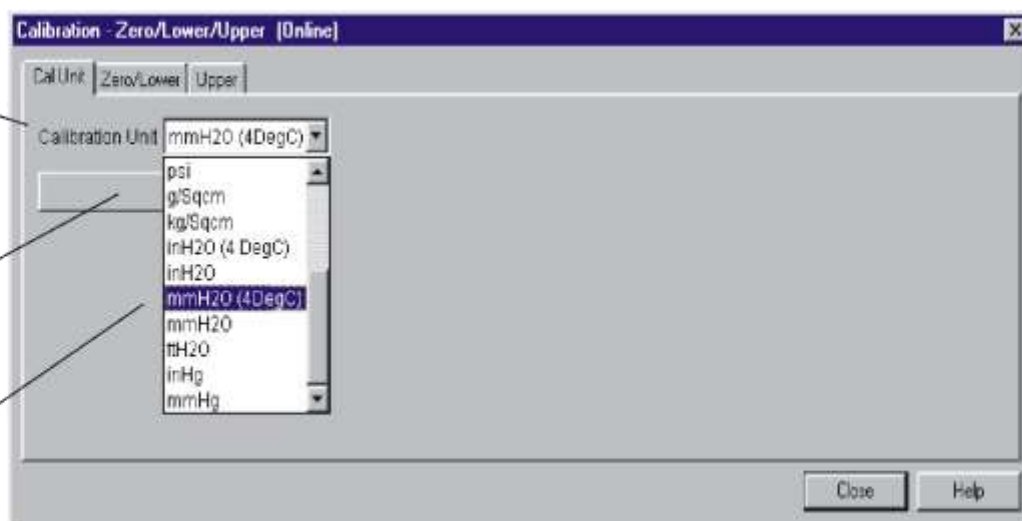 Calibration - Zero/Lower/Upper (Online)
Cal Unit Zero/Lower Upper
Calibration Unit mmH2O (4DegC)
psi
g/Sqcm
kg/Sqcm
inH2O (4 DegC)
inH2O
mmH2O (4DegC)
mmH2O
ftH2O
inHg
mmHg
Close Help